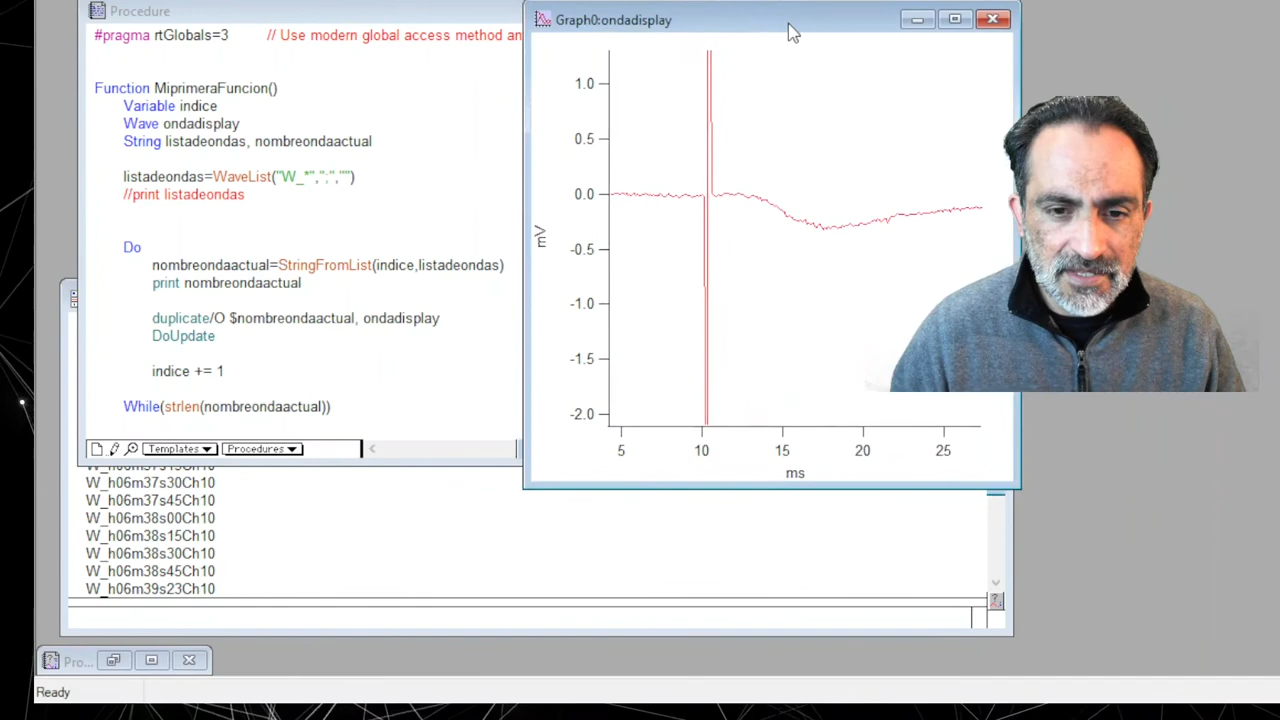 Procedure
#pragma rtGlobals=3 // Use modern global access method an
Function MiprimeraFuncion()
Variable indice
Wave ondadisplay
String listadeondas, nombreondaactual
listadeondas=WaveList("W_*",";","")
//print listadeondas
Do
nombreondaactual=StringFromList(indice,listadeondas)
print nombreondaactual
duplicate/O $nombreondaactual, ondadisplay
DoUpdate
indice += 1
While(strlen(nombreondaactual))
Templates
Procedures
Graph0:ondadisplay
1.0
0.5
0.0
-0.5
-1.0
-1.5
-2.0
mV
5 10 15 20 25
ms
W_h06m37s30Ch10
W_h06m37s45Ch10
W_h06m38s00Ch10
W_h06m38s15Ch10
W_h06m38s30Ch10
W_h06m38s45Ch10
W_h06m39s23Ch10
Pro...
Ready